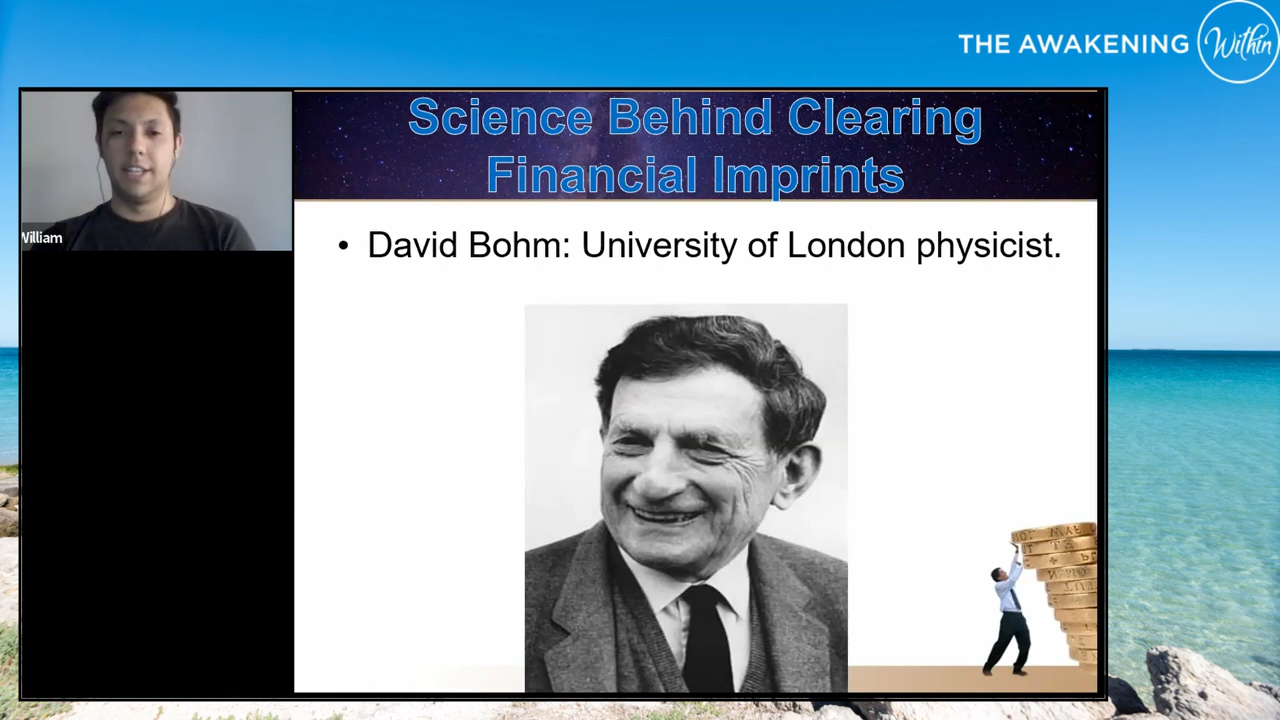 THE AWAKENING Within
William
Science Behind Clearing
Financial Imprints
• David Bohm: University of London physicist.